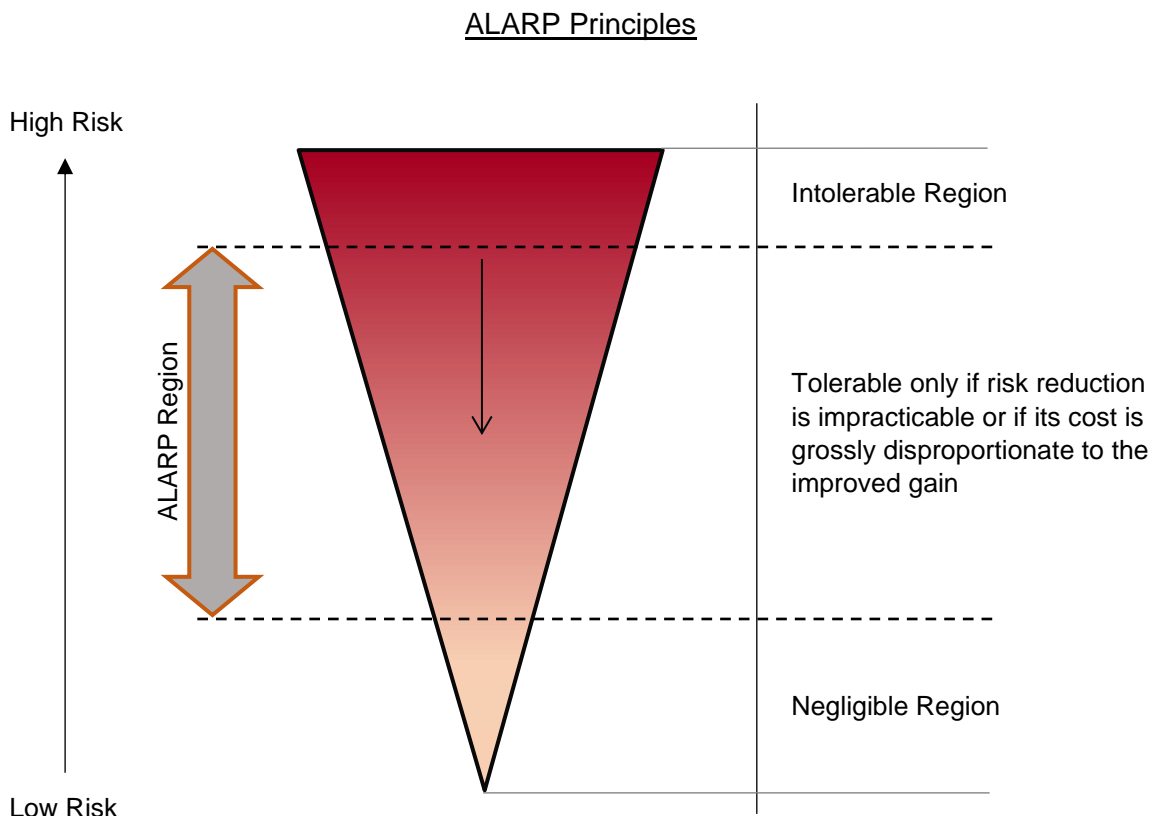 ALARP Principles
High Risk
Intolerable Region
ALARP Region
Tolerable only if risk reduction
is impracticable or if its cost is
grossly disproportionate to the
improved gain
Negligible Region
Low Risk